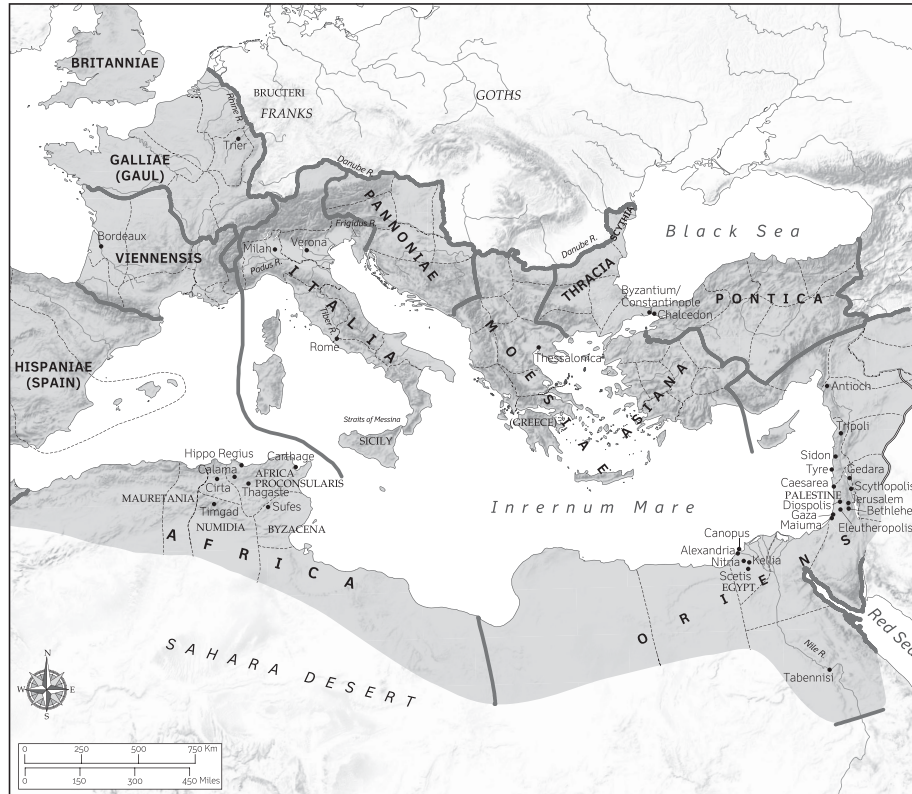 BRITANNIAE
BRUCTERI
FRANKS
GOTHS
Rhine R.
Trier
GALLIAE
(GAUL)
Danube R.
PANNONIAE
Frigidus R.
Bordeaux
VIENNENSIS
Milan
Verona
Padus R.
ITALIA
Tiber R.
Rome
Danube R.
SCYTHIA
THRACIA
Black Sea
Byzantium/
Constantinople
Chalcedon
PONTICA
MOESIAE
Thessalonica
(GREECE)
ASIANA
HISPANIAE
(SPAIN)
Straits of Messina
SICILY
Antioch
Tripoli
Sidon
Tyre
Gedara
Caesarea
Scythopolis
PALESTINE
Jerusalem
Diospolis
Bethlehe
Gaza
Maiuma
Eleutheropolis
Hippo Regius
Carthage
Calama
AFRICA
PROCONSULARIS
Cirta
Thagaste
MAURETANIA
Timgad
Sufes
NUMIDIA
BYZACENA
AFRICA
Inrernum Mare
Canopus
Alexandria
Nitria
Kellia
Scetis
EGYPT
ORIENS
Red Sea
Nile R.
Tabennisi
SAHARA DESERT
N
W
E
S
0 250 500 750 Km
0 150 300 450 Miles